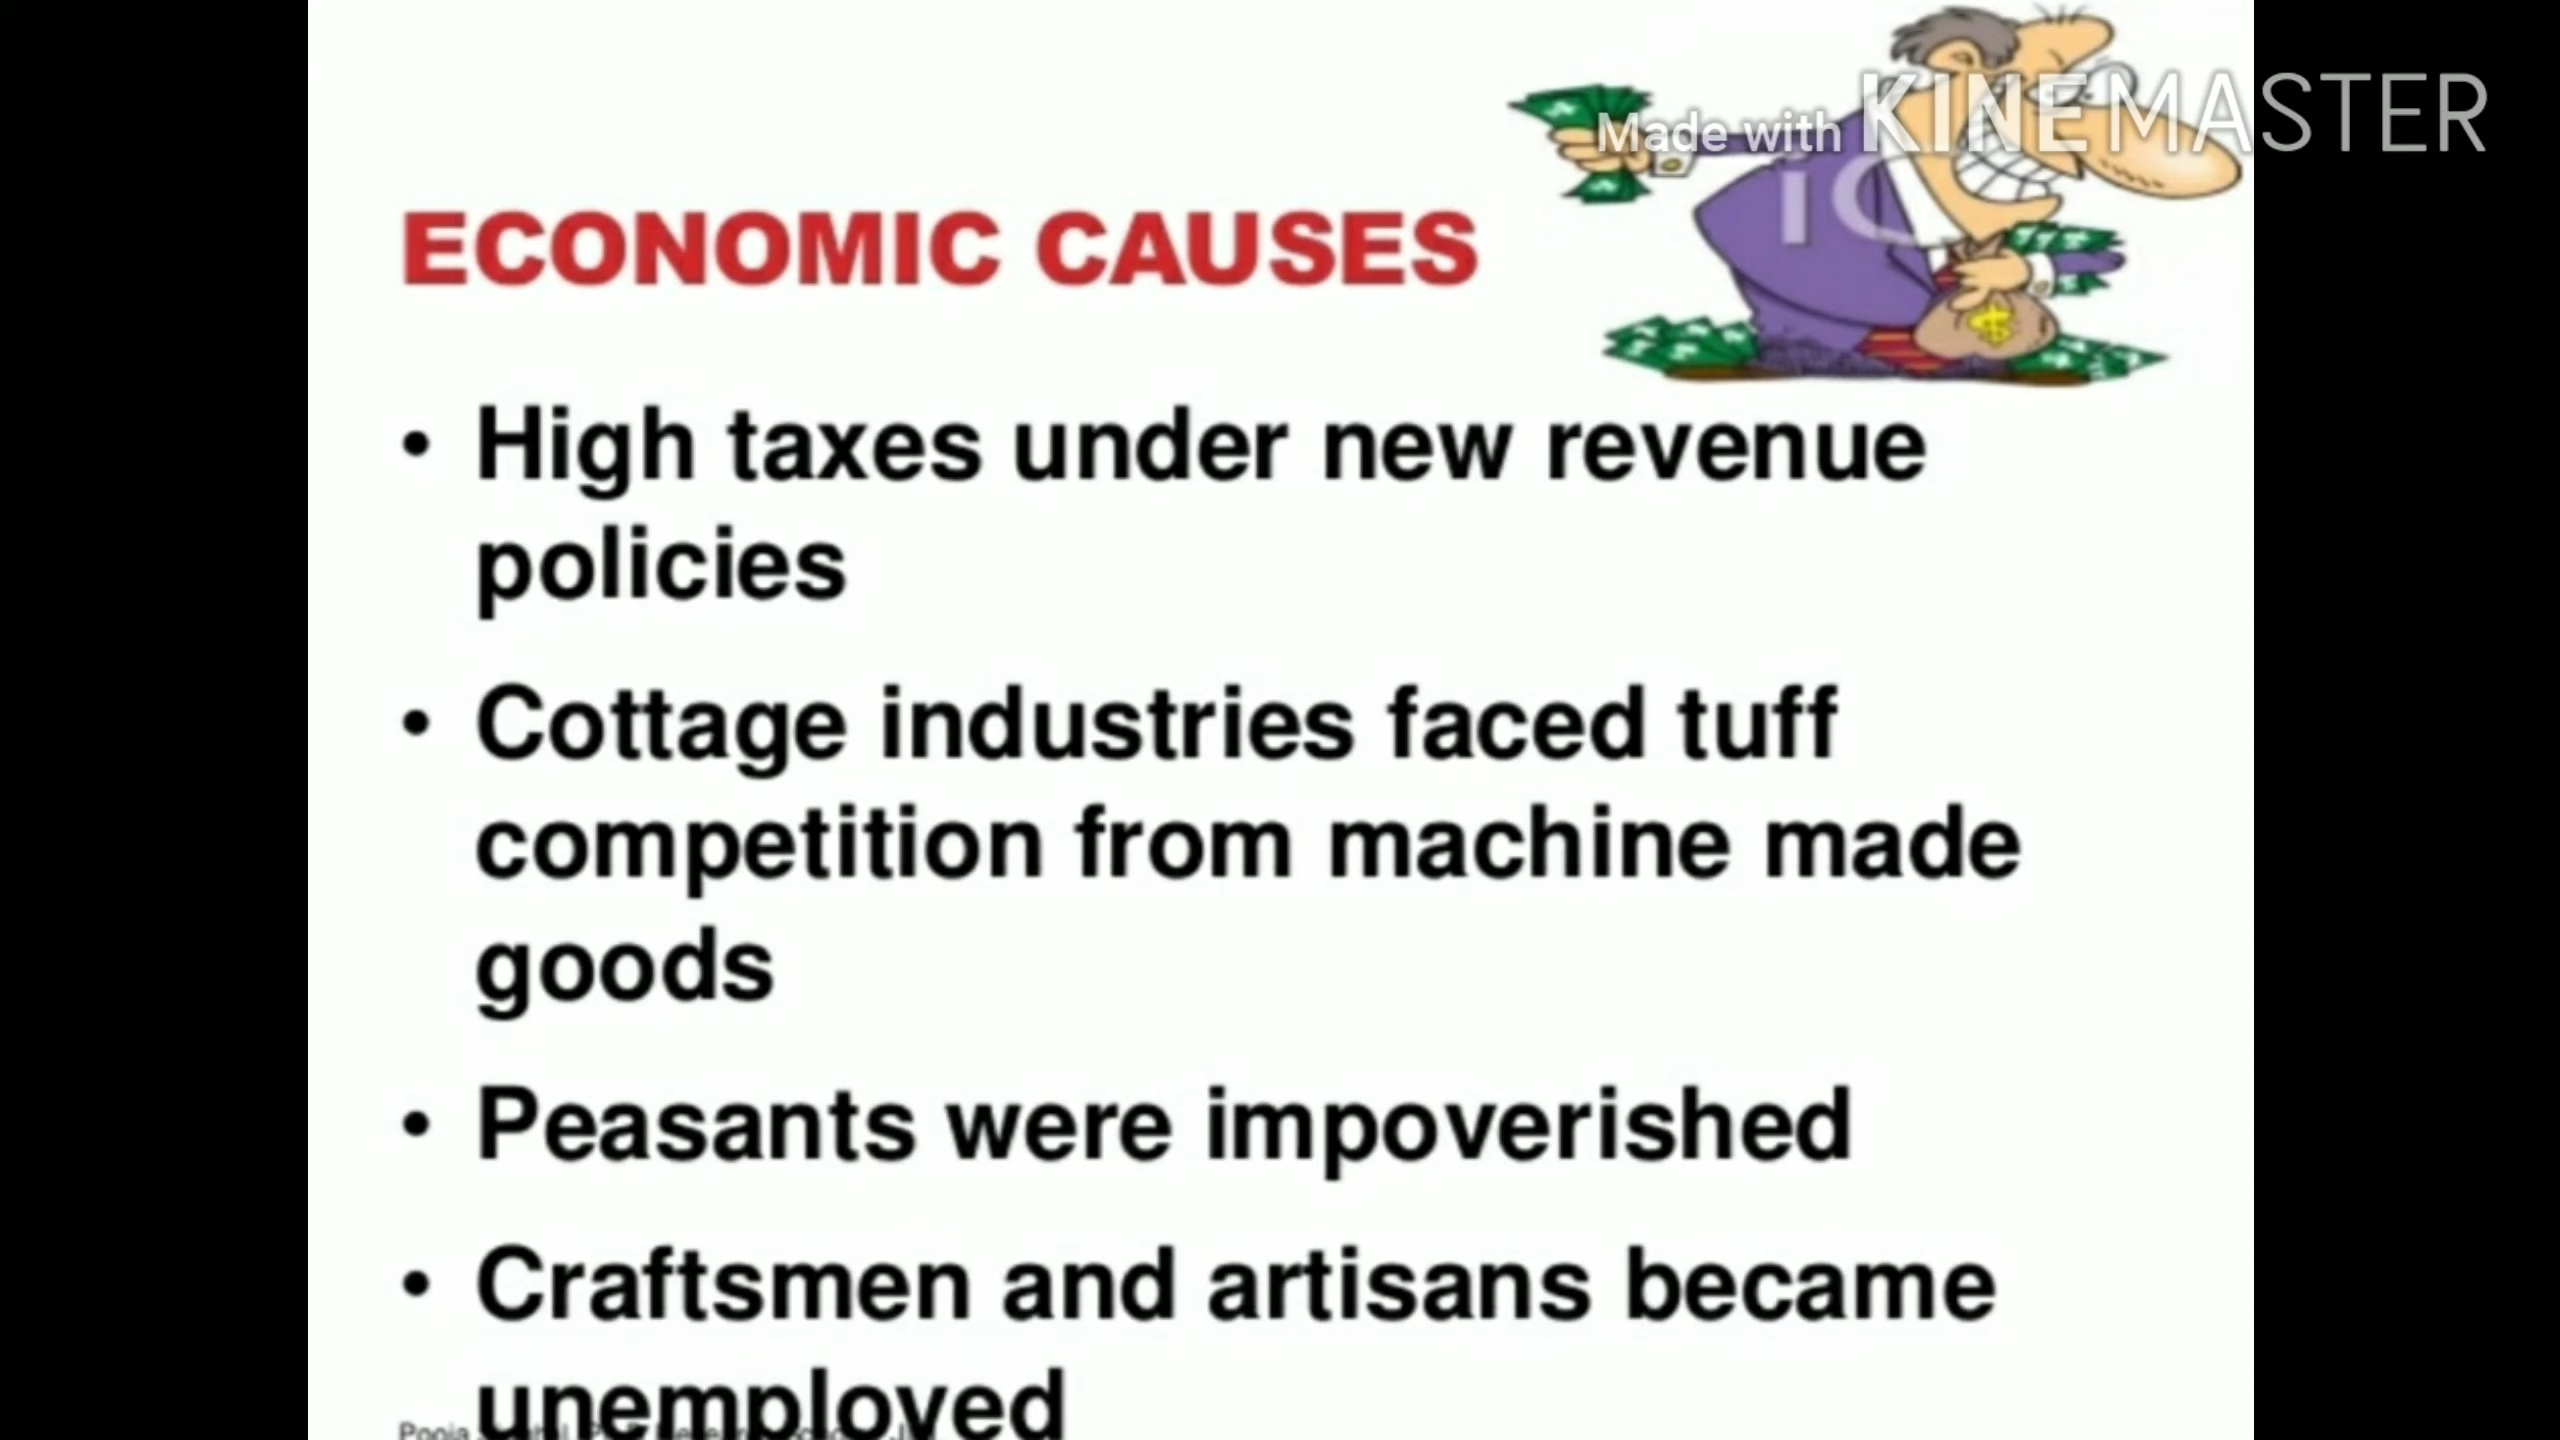 Made with KINEMASTER
ECONOMIC CAUSES
• High taxes under new revenue
policies
• Cottage industries faced tuff
competition from machine made
goods
• Peasants were impoverished
• Craftsmen and artisans became
unemployed
Pooja